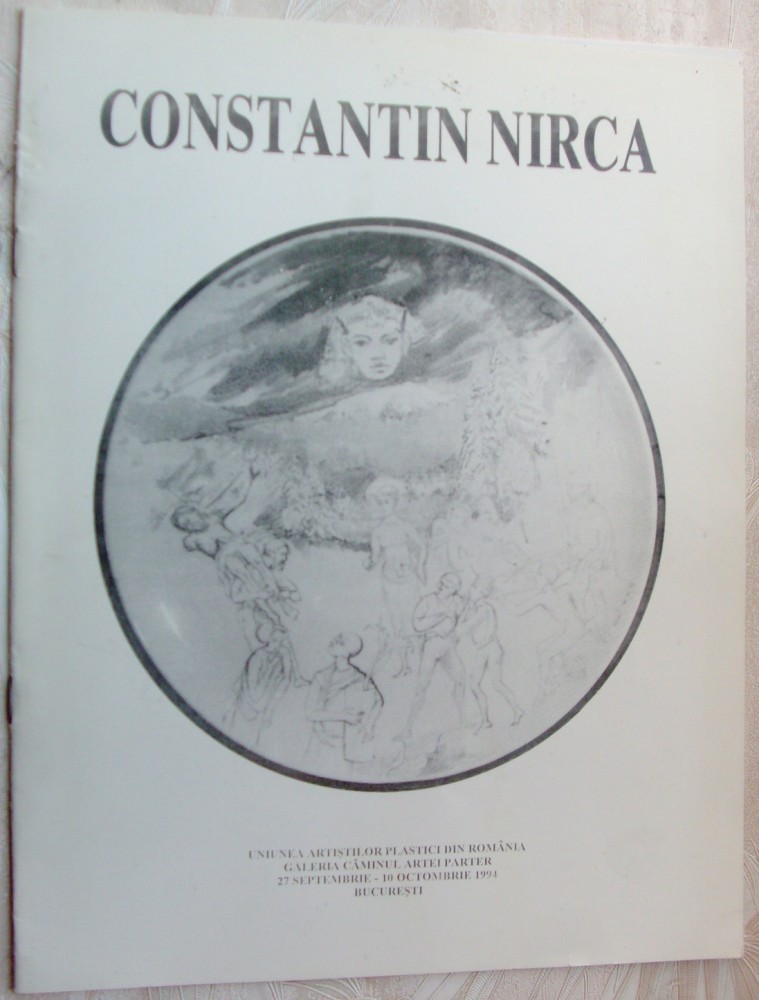 CONSTANTIN NIRCA
UNIUNEA ARTIȘTILOR PLASTICI DIN ROMÂNIA
GALERIA CĂMINUL ARTEI PARTER
27 SEPTEMBRIE - 10 OCTOMBRIE 1994
BUCUREȘTI